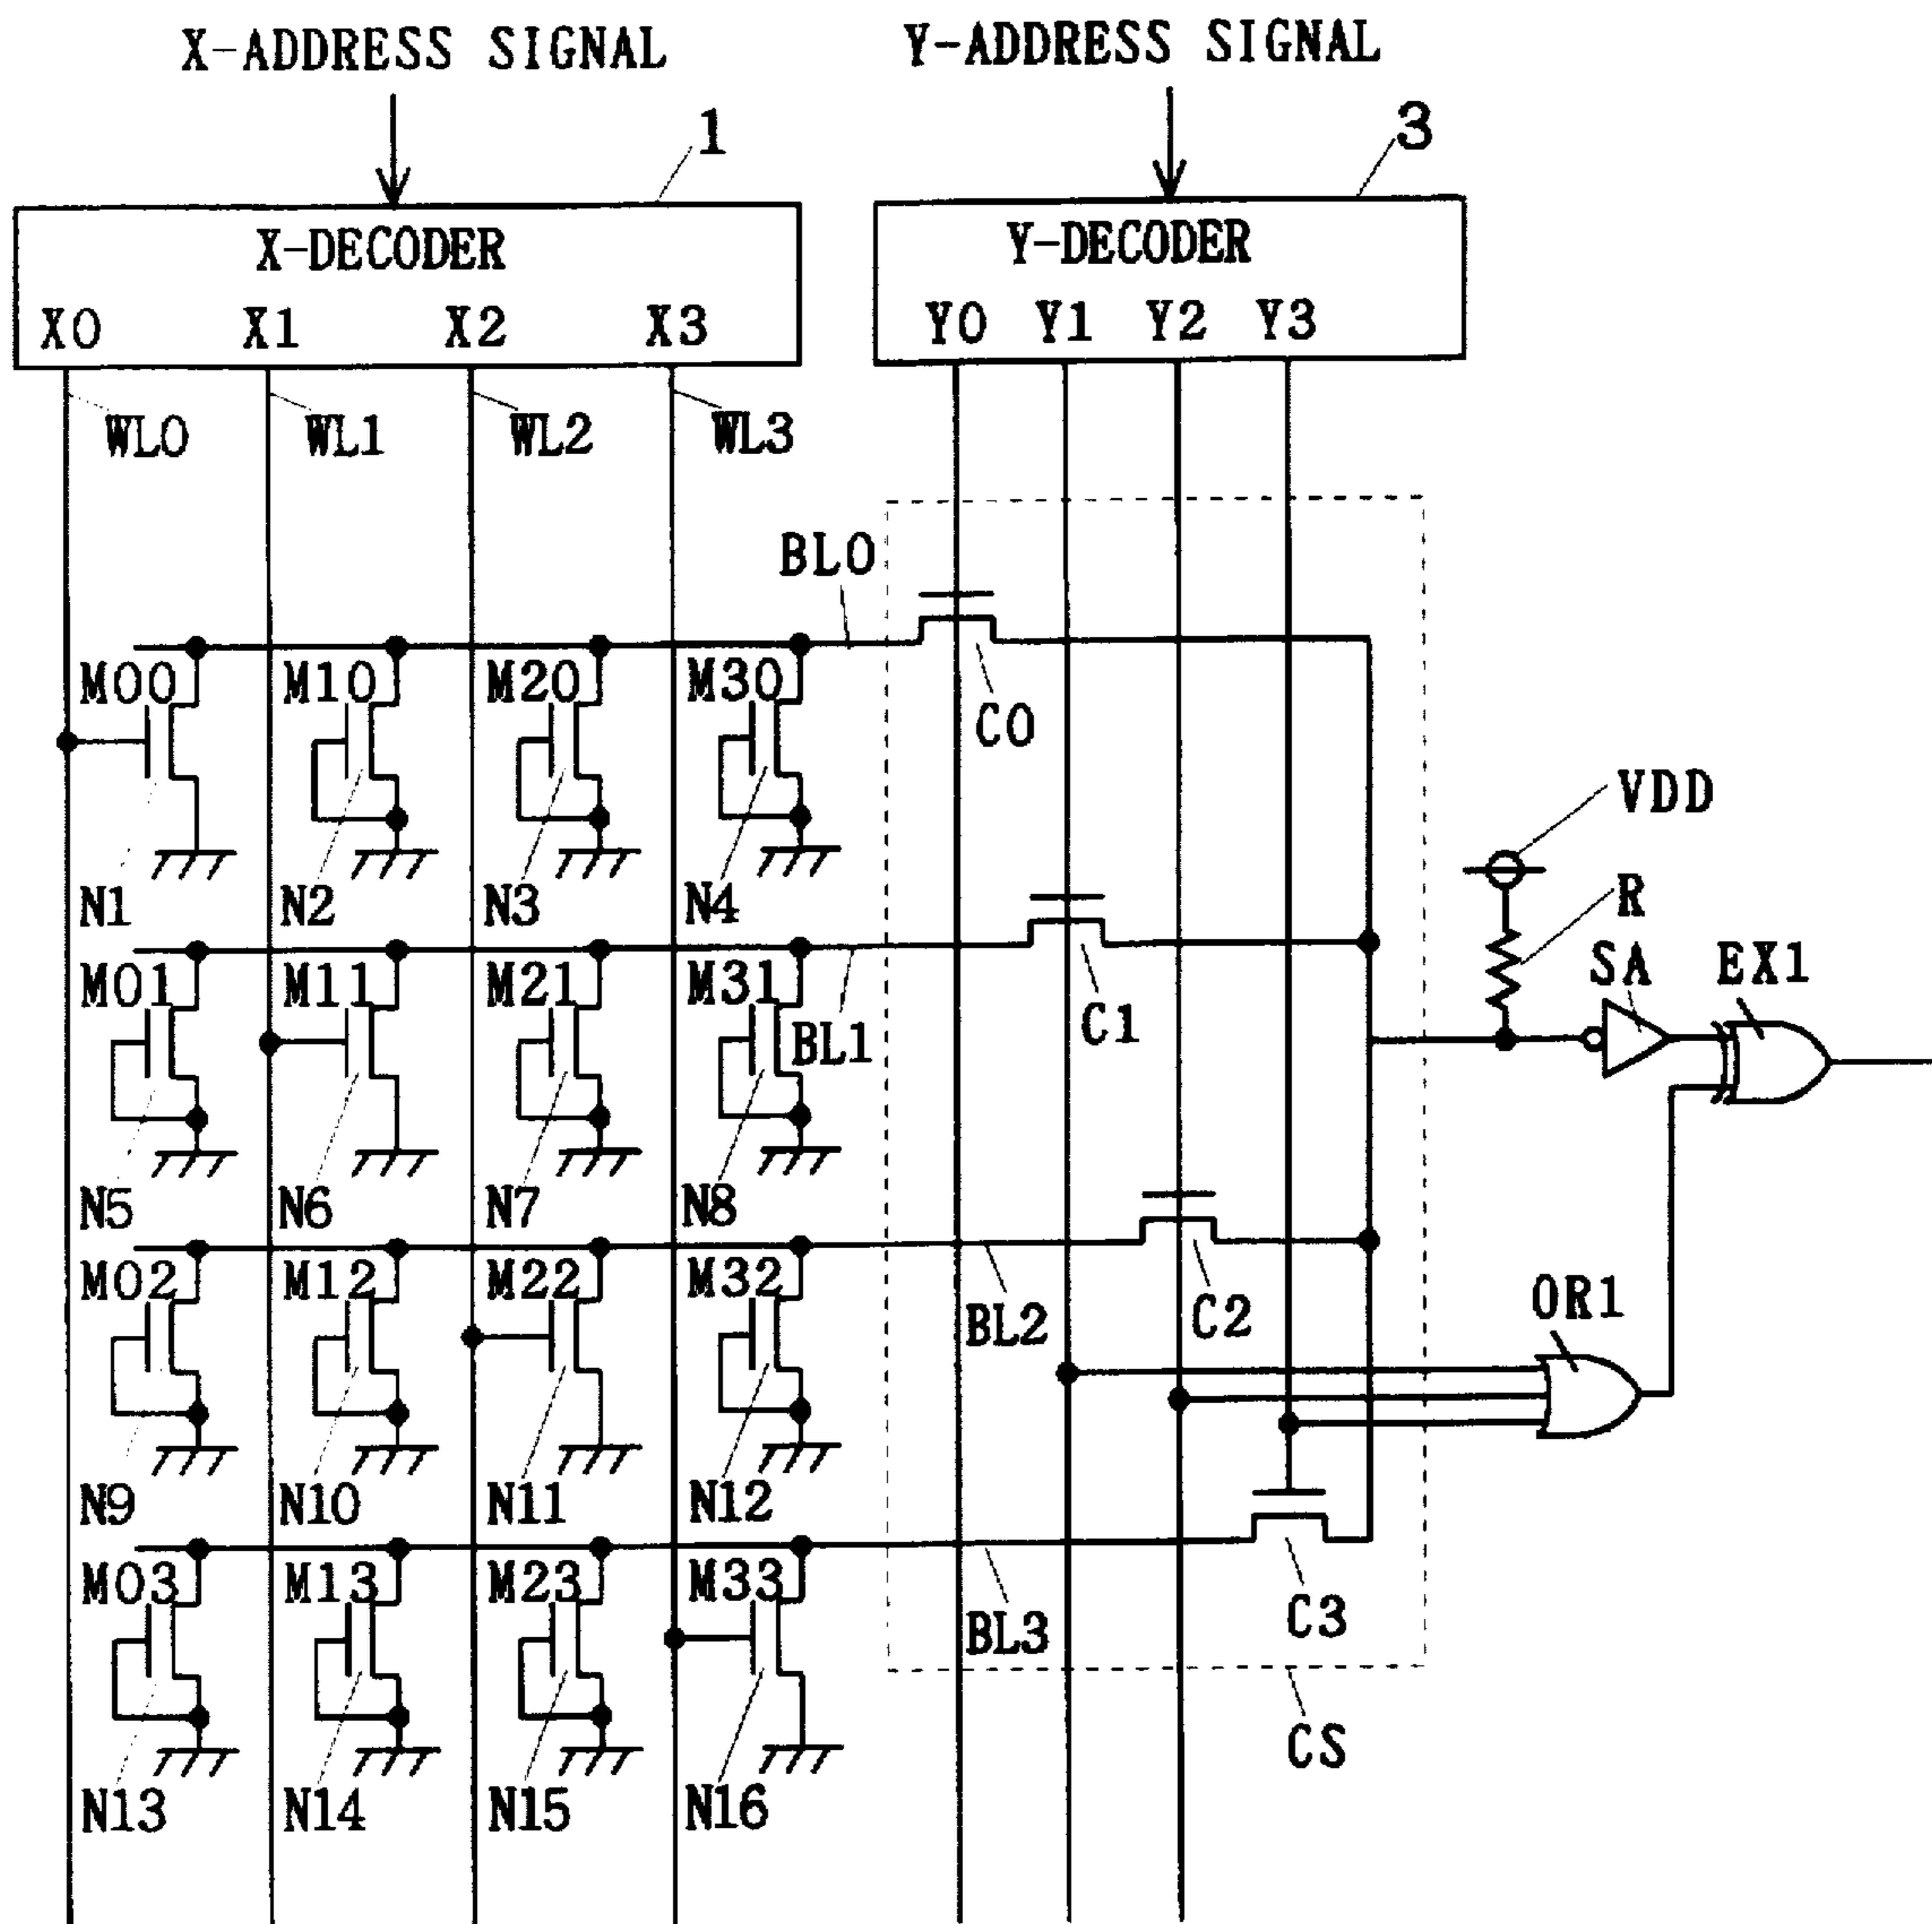 X-ADDRESS SIGNAL
Y-ADDRESS SIGNAL
1
3
X-DECODER
Y-DECODER
X0 X1 X2 X3
Y0 Y1 Y2 Y3
WL0 WL1 WL2 WL3
BL0
M00 M10 M20 M30
C0
VDD
R
N1 N2 N3 N4
SA EX1
M01 M11 M21 M31
BL1
C1
N5 N6 N7 N8
M02 M12 M22 M32
BL2
C2
OR1
N9 N10 N11 N12
M03 M13 M23 M33
BL3
C3
CS
N13 N14 N15 N16